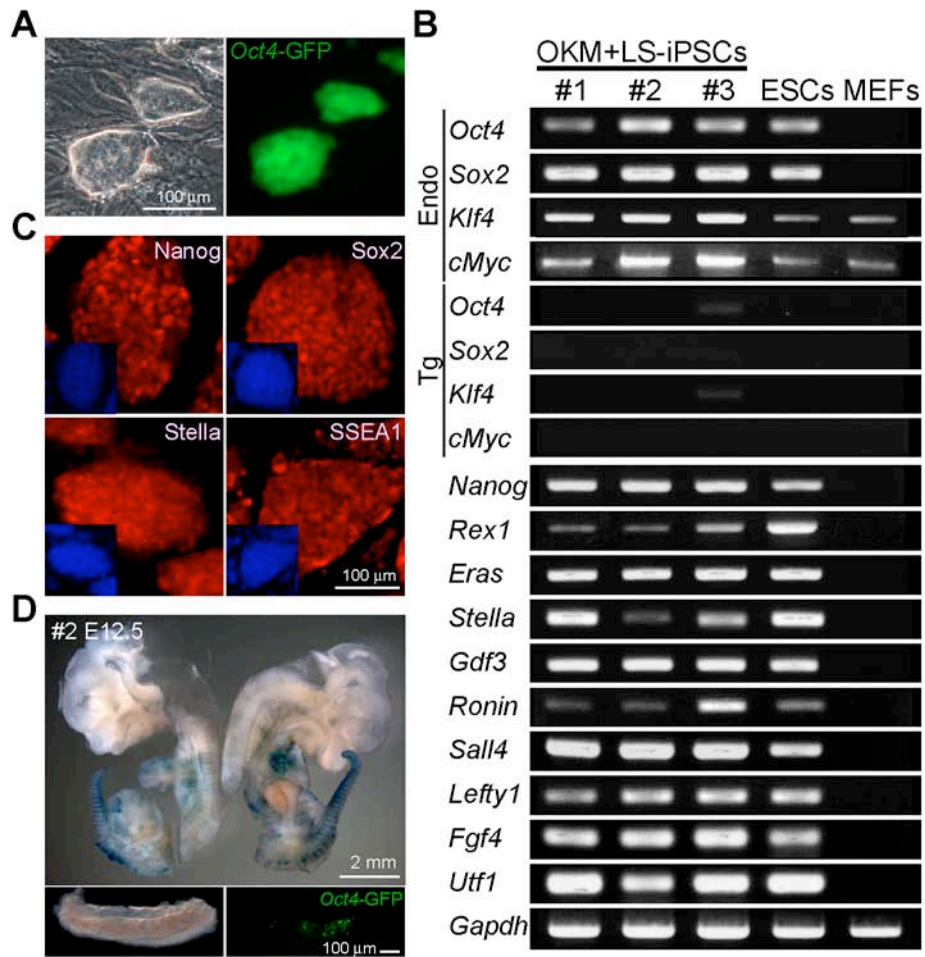 A
Oct4-GFP
100 µm
B
OKM+LS-iPSCs
#1 #2 #3 ESCs MEFs
Endo
Oct4
Sox2
Klf4
cMyc
Tg
Oct4
Sox2
Klf4
cMyc
Nanog
Rex1
Eras
Stella
Gdf3
Ronin
Sall4
Lefty1
Fgf4
Utf1
Gapdh
C
Nanog
Sox2
Stella
SSEA1
100 µm
D
#2 E12.5
2 mm
Oct4-GFP
100 µm